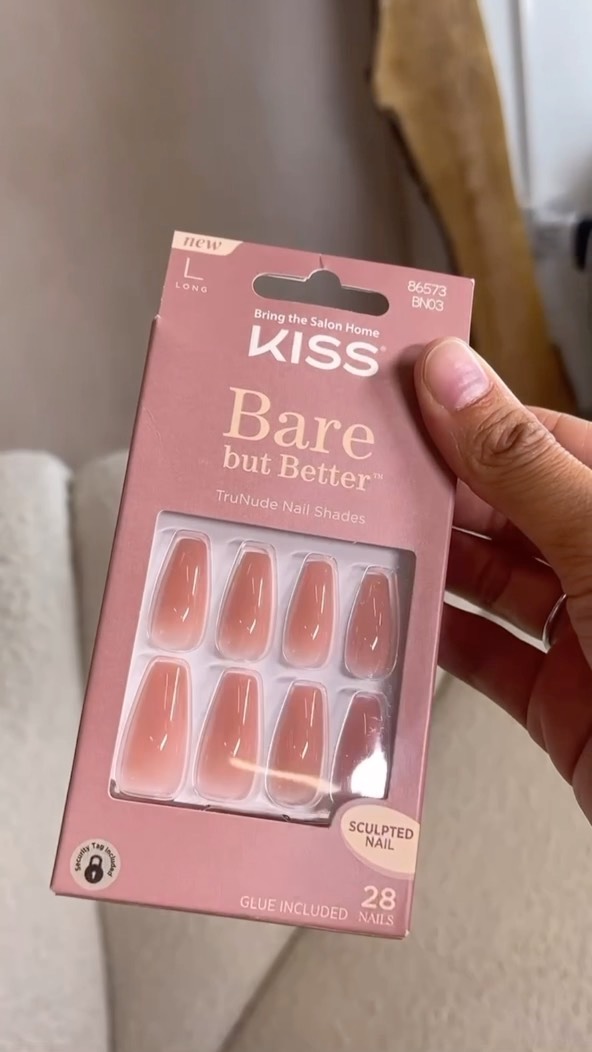 new
L
LONG
86573
BN03
Bring the Salon Home
KISS®
Bare
but Better™
TruNude Nail Shades
SCULPTED
NAIL
Security Tag Included
GLUE INCLUDED
28
NAILS